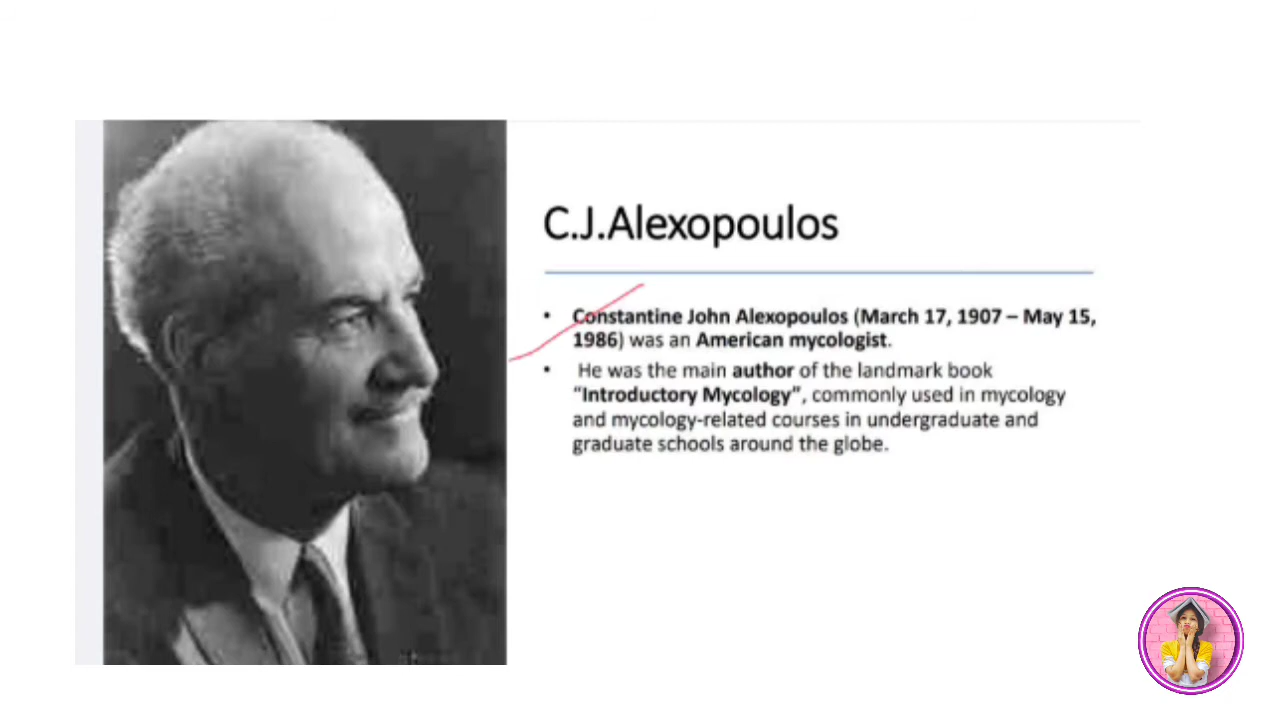 C.J.Alexopoulos
• Constantine John Alexopoulos (March 17, 1907 – May 15,
1986) was an American mycologist.
• He was the main author of the landmark book
“Introductory Mycology”, commonly used in mycology
and mycology-related courses in undergraduate and
graduate schools around the globe.